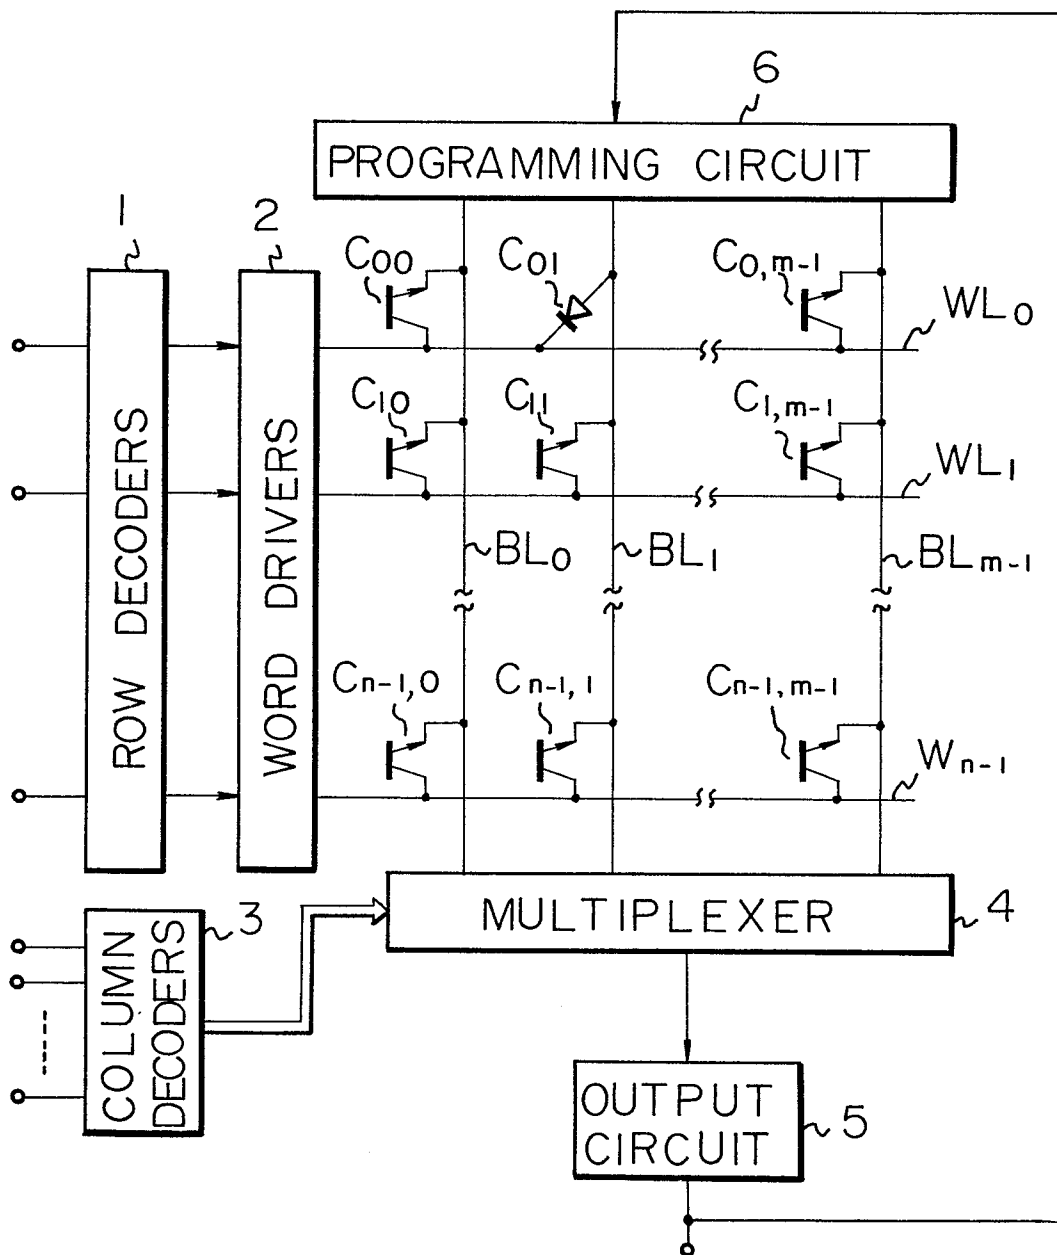 6
PROGRAMMING CIRCUIT
1
2
C00
C01
C0,m-1
WL0
C10
C11
C1,m-1
WL1
BL0
BL1
BLm-1
ROW DECODERS
WORD DRIVERS
Cn-1,0
Cn-1,1
Cn-1,m-1
Wn-1
MULTIPLEXER
4
3
COLUMN
DECODERS
OUTPUT
CIRCUIT
5